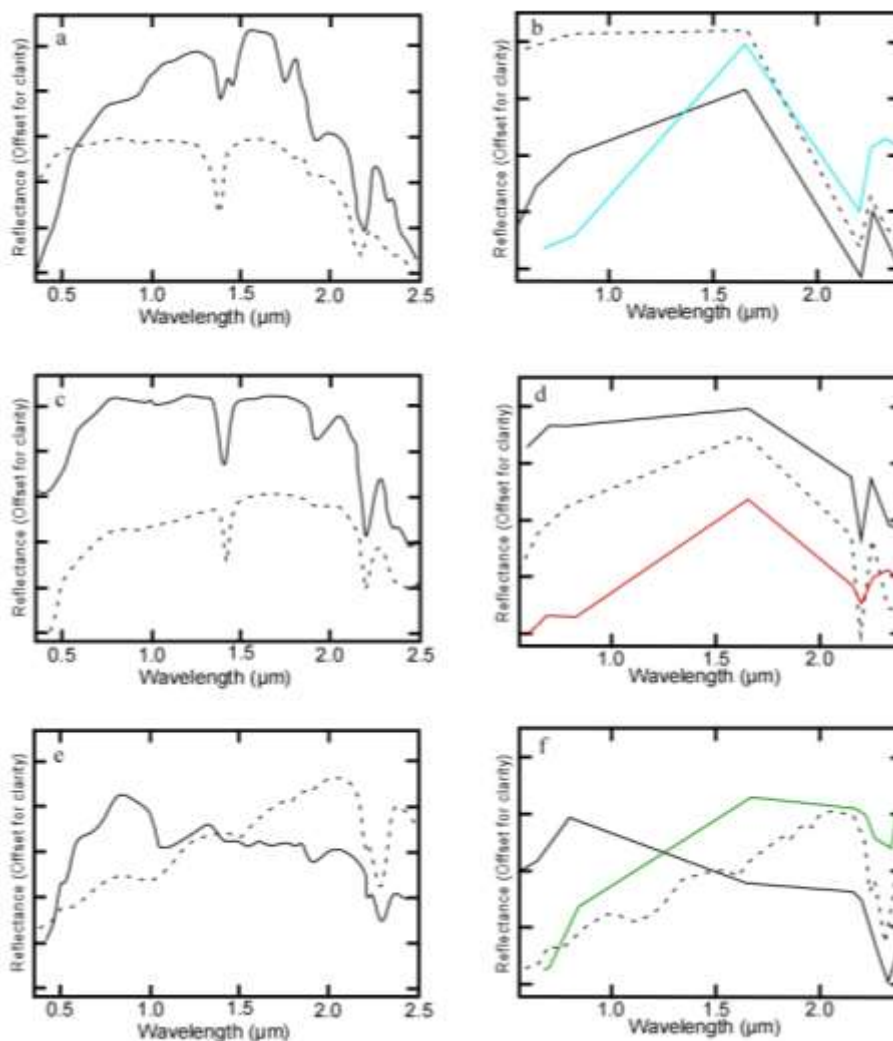 a
Reflectance (Offset for clarity)
0.5 1.0 1.5 2.0 2.5
Wavelength (µm)
b
Reflectance (Offset for clarity)
1.0 1.5 2.0
Wavelength (µm)
c
Reflectance (Offset for clarity)
0.5 1.0 1.5 2.0 2.5
Wavelength (µm)
d
Reflectance (Offset for clarity)
1.0 1.5 2.0
Wavelength (µm)
e
Reflectance (Offset for clarity)
0.5 1.0 1.5 2.0 2.5
Wavelength (µm)
f
Reflectance (Offset for clarity)
1.0 1.5 2.0
Wavelength (µm)